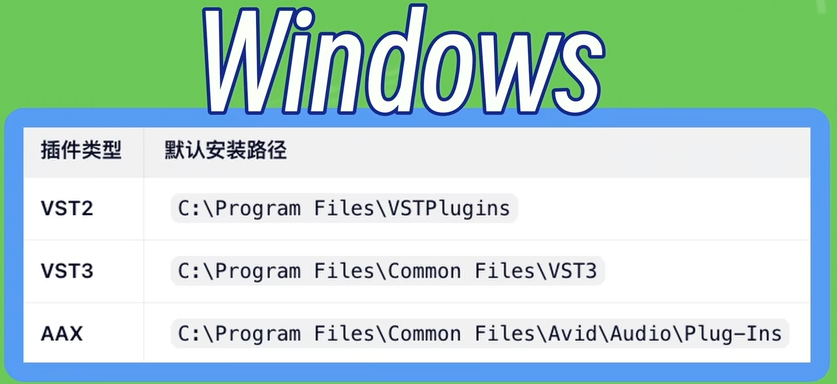 Windows
插件类型 默认安装路径
VST2 C:\Program Files\VSTPlugins
VST3 C:\Program Files\Common Files\VST3
AAX C:\Program Files\Common Files\Avid\Audio\Plug-Ins